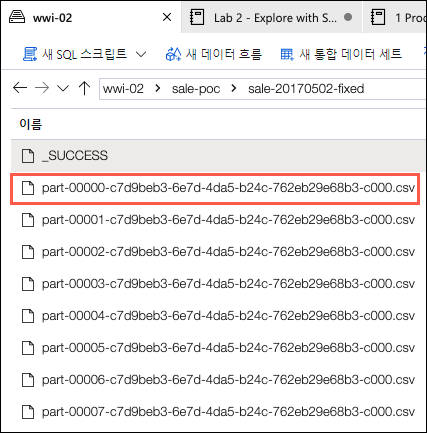 wwi-02
Lab 2 - Explore with S...
1 Prod
새 SQL 스크립트
새 데이터 흐름
새 통합 데이터 세트
wwi-02 > sale-poc > sale-20170502-fixed
이름
_SUCCESS
part-00000-c7d9beb3-6e7d-4da5-b24c-762eb29e68b3-c000.csv
part-00001-c7d9beb3-6e7d-4da5-b24c-762eb29e68b3-c000.csv
part-00002-c7d9beb3-6e7d-4da5-b24c-762eb29e68b3-c000.csv
part-00003-c7d9beb3-6e7d-4da5-b24c-762eb29e68b3-c000.csv
part-00004-c7d9beb3-6e7d-4da5-b24c-762eb29e68b3-c000.csv
part-00005-c7d9beb3-6e7d-4da5-b24c-762eb29e68b3-c000.csv
part-00006-c7d9beb3-6e7d-4da5-b24c-762eb29e68b3-c000.csv
part-00007-c7d9beb3-6e7d-4da5-b24c-762eb29e68b3-c000.csv